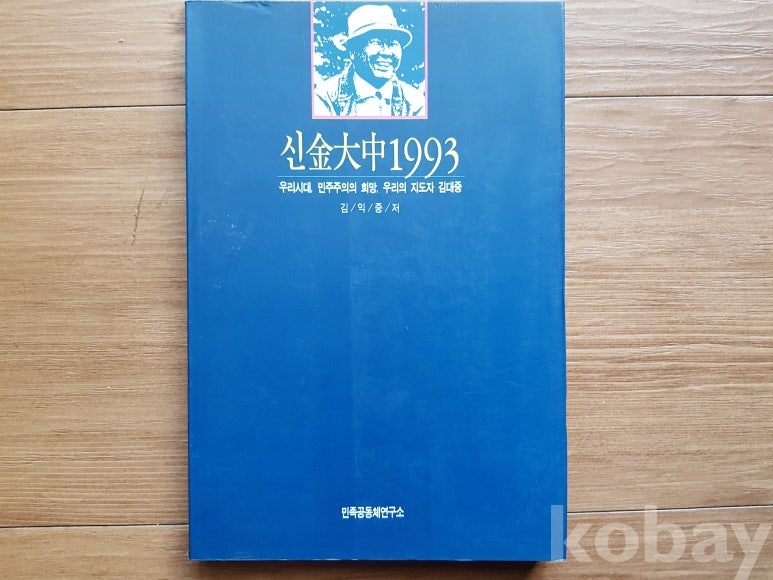 신金大中1993
우리시대, 민주주의의 희망, 우리의 지도자 김대중
김/익/중/저
민족공동체연구소
kobay